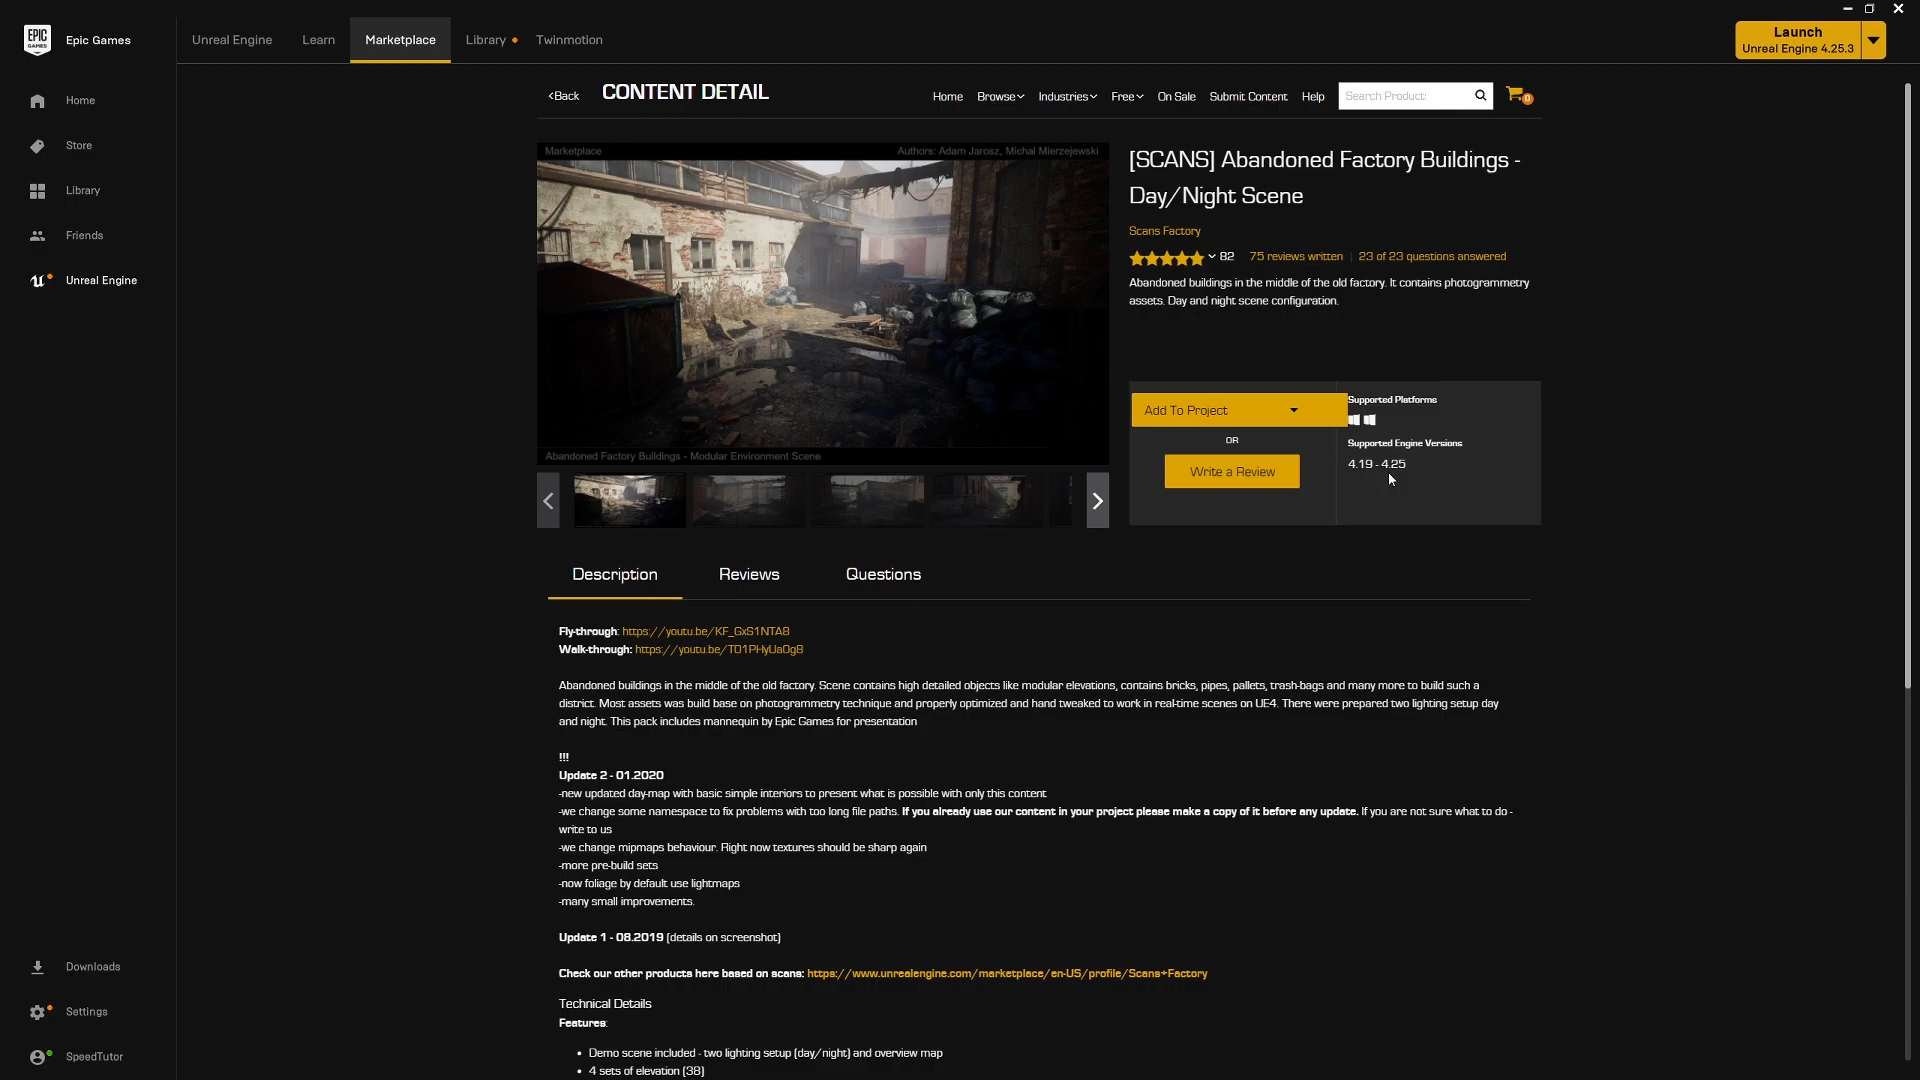 EPIC GAMES
Epic Games
Unreal Engine
Learn
Marketplace
Library
Twinmotion
Launch
Unreal Engine 4.25.3
Home
Store
Library
Friends
Unreal Engine
Downloads
Settings
SpeedTutor
<Back
CONTENT DETAIL
Home
Browse
Industries
Free
On Sale
Submit Content
Help
Search Product:
0
Marketplace
Authors: Adam Jarosz, Michal Mierzejewski
Abandoned Factory Buildings - Modular Environment Scene
[SCANS] Abandoned Factory Buildings -
Day/Night Scene
Scans Factory
82
75 reviews written
23 of 23 questions answered
Abandoned buildings in the middle of the old factory. It contains photogrammetry
assets. Day and night scene configuration.
Add To Project
OR
Write a Review
Supported Platforms
Supported Engine Versions
4.19 - 4.25
Description
Reviews
Questions
Fly-through: https://youtu.be/KF_GxS1NTA8
Walk-through: https://youtu.be/T01PHyUa0g8
Abandoned buildings in the middle of the old factory. Scene contains high detailed objects like modular elevations, contains bricks, pipes, pallets, trash-bags and many more to build such a
district. Most assets was build base on photogrammetry technique and properly optimized and hand tweaked to work in real-time scenes on UE4. There were prepared two lighting setup day
and night. This pack includes mannequin by Epic Games for presentation
!!!
Update 2 - 01.2020
-new updated day-map with basic simple interiors to present what is possible with only this content
-we change some namespace to fix problems with too long file paths. If you already use our content in your project please make a copy of it before any update. If you are not sure what to do -
write to us
-we change mipmaps behaviour. Right now textures should be sharp again
-more pre-build sets
-now foliage by default use lightmaps
-many small improvements.
Update 1 - 08.2019 (details on screenshot)
Check our other products here based on scans: https://www.unrealengine.com/marketplace/en-US/profile/Scans+Factory
Technical Details
Features:
• Demo scene included - two lighting setup (day/night) and overview map
• 4 sets of elevation (38)